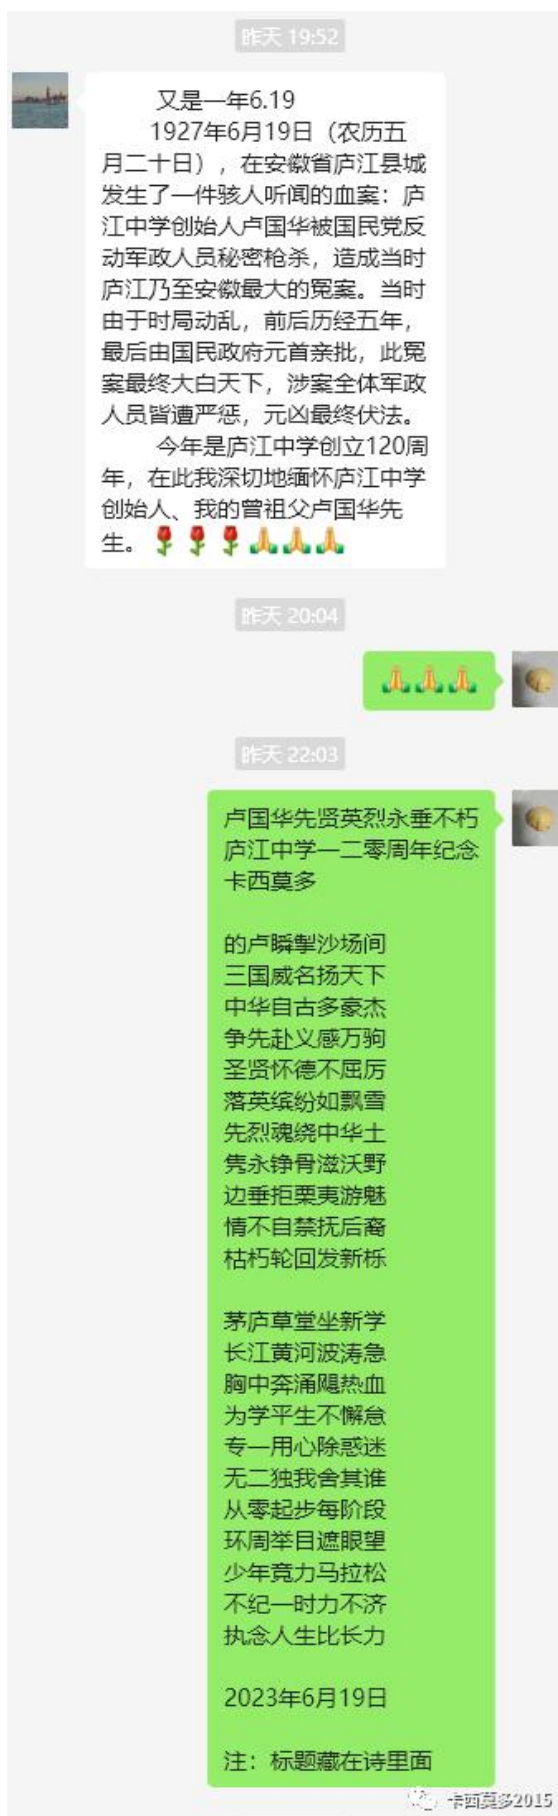 昨天 19:52
又是一年6.19
1927年6月19日（农历五
月二十日），在安徽省庐江县城
发生了一件骇人听闻的血案：庐
江中学创始人卢国华被国民党反
动军政人员秘密枪杀，造成当时
庐江乃至安徽最大的冤案。当时
由于时局动乱，前后历经五年，
最后由国民政府元首亲批，此冤
案最终大白天下，涉案全体军政
人员皆遭严惩，元凶最终伏法。
今年是庐江中学创立120周
年，在此我深切地缅怀庐江中学
创始人、我的曾祖父卢国华先
生。🌹🌹🌹🙏🙏🙏
昨天 20:04
🙏🙏🙏
昨天 22:03
卢国华先贤英烈永垂不朽
庐江中学一二零周年纪念
卡西莫多
的卢瞬掣沙场间
三国威名扬天下
中华自古多豪杰
争先赴义感万驹
圣贤怀德不屈厉
落英缤纷如飘雪
先烈魂绕中华土
隽永铮骨滋沃野
边垂拒栗夷游魅
情不自禁抚后裔
枯朽轮回发新栎
茅庐草堂坐新学
长江黄河波涛急
胸中奔涌飓热血
为学平生不懈怠
专一用心除惑迷
无二独我舍其谁
从零起步每阶段
环周举目遮眼望
少年竟力马拉松
不纪一时力不济
执念人生比长力
2023年6月19日
注：标题藏在诗里面
卡西莫多2015